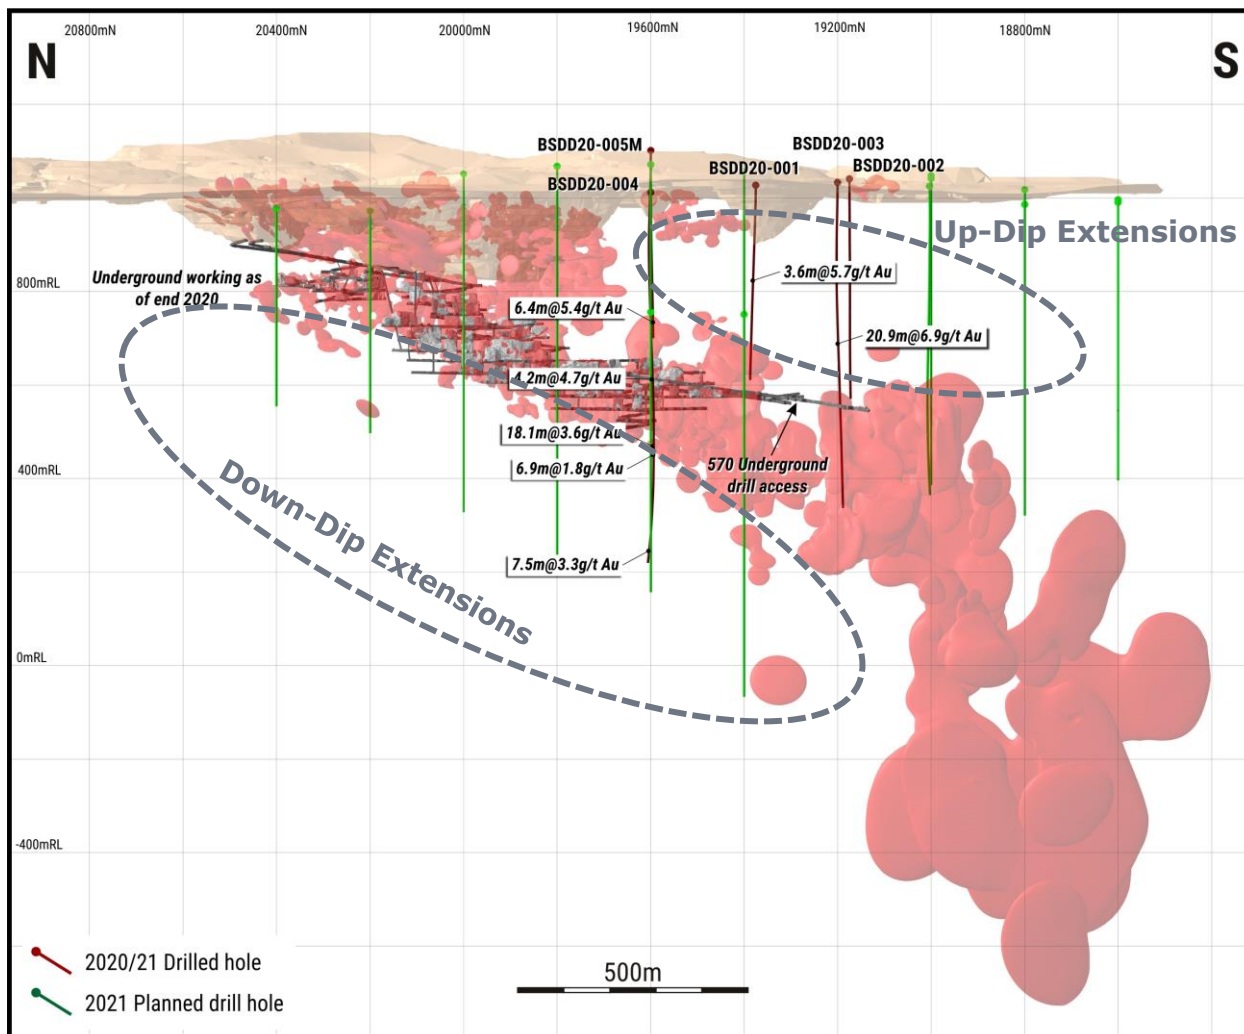 20800mN
20400mN
20000mN
19600mN
19200mN
18800mN
N
S
BSDD20-005M
BSDD20-003
BSDD20-001
BSDD20-002
BSDD20-004
Up-Dip Extensions
Underground working as
of end 2020
800mRL
3.6m@5.7g/t Au
6.4m@5.4g/t Au
20.9m@6.9g/t Au
4.2m@4.7g/t Au
18.1m@3.6g/t Au
6.9m@1.8g/t Au
570 Underground
drill access
400mRL
Down-Dip Extensions
7.5m@3.3g/t Au
0mRL
-400mRL
2020/21 Drilled hole
2021 Planned drill hole
500m